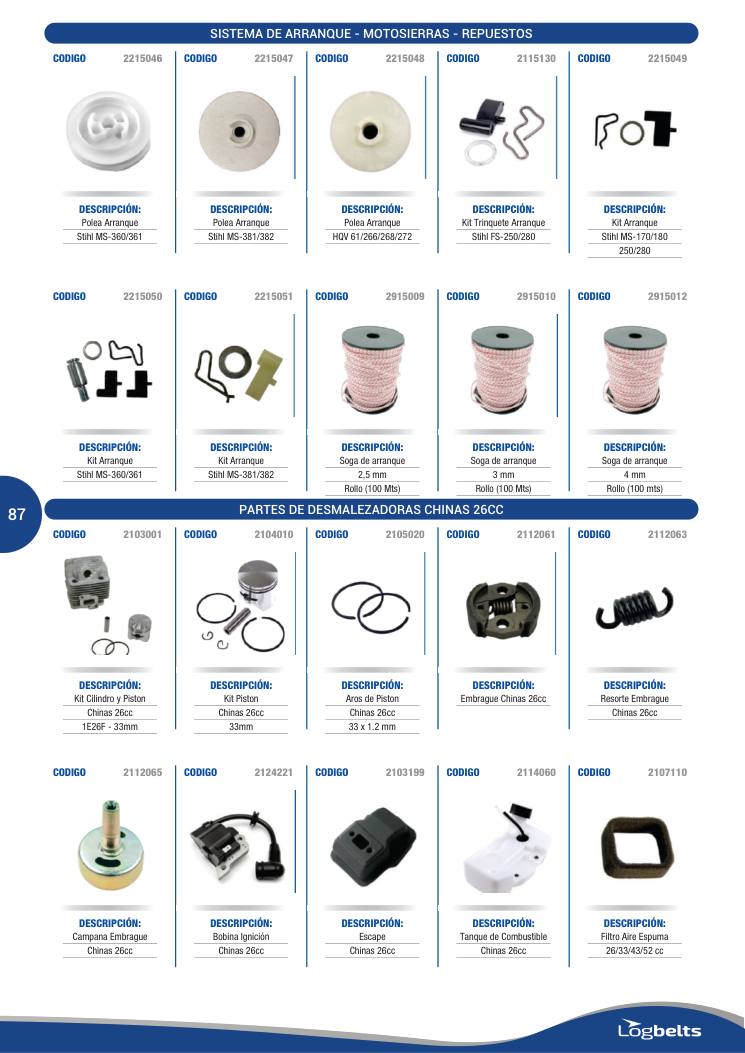 SISTEMA DE ARRANQUE - MOTOSIERRAS - REPUESTOS
CODIGO 2215046
DESCRIPCIÓN:
Polea Arranque
Stihl MS-360/361
CODIGO 2215047
DESCRIPCIÓN:
Polea Arranque
Stihl MS-381/382
CODIGO 2215048
DESCRIPCIÓN:
Polea Arranque
HQV 61/266/268/272
CODIGO 2115130
DESCRIPCIÓN:
Kit Trinquete Arranque
Stihl FS-250/280
CODIGO 2215049
DESCRIPCIÓN:
Kit Arranque
Stihl MS-170/180
250/280
CODIGO 2215050
DESCRIPCIÓN:
Kit Arranque
Stihl MS-360/361
CODIGO 2215051
DESCRIPCIÓN:
Kit Arranque
Stihl MS-381/382
CODIGO 2915009
DESCRIPCIÓN:
Soga de arranque
2,5 mm
Rollo (100 Mts)
CODIGO 2915010
DESCRIPCIÓN:
Soga de arranque
3 mm
Rollo (100 Mts)
CODIGO 2915012
DESCRIPCIÓN:
Soga de arranque
4 mm
Rollo (100 mts)
87
PARTES DE DESMALEZADORAS CHINAS 26CC
CODIGO 2103001
DESCRIPCIÓN:
Kit Cilindro y Piston
Chinas 26cc
1E26F - 33mm
CODIGO 2104010
DESCRIPCIÓN:
Kit Piston
Chinas 26cc
33mm
CODIGO 2105020
DESCRIPCIÓN:
Aros de Piston
Chinas 26cc
33 x 1.2 mm
CODIGO 2112061
DESCRIPCIÓN:
Embrague Chinas 26cc
CODIGO 2112063
DESCRIPCIÓN:
Resorte Embrague
Chinas 26cc
CODIGO 2112065
DESCRIPCIÓN:
Campana Embrague
Chinas 26cc
CODIGO 2124221
DESCRIPCIÓN:
Bobina Ignición
Chinas 26cc
CODIGO 2103199
DESCRIPCIÓN:
Escape
Chinas 26cc
CODIGO 2114060
DESCRIPCIÓN:
Tanque de Combustible
Chinas 26cc
CODIGO 2107110
DESCRIPCIÓN:
Filtro Aire Espuma
26/33/43/52 cc
Logbelts